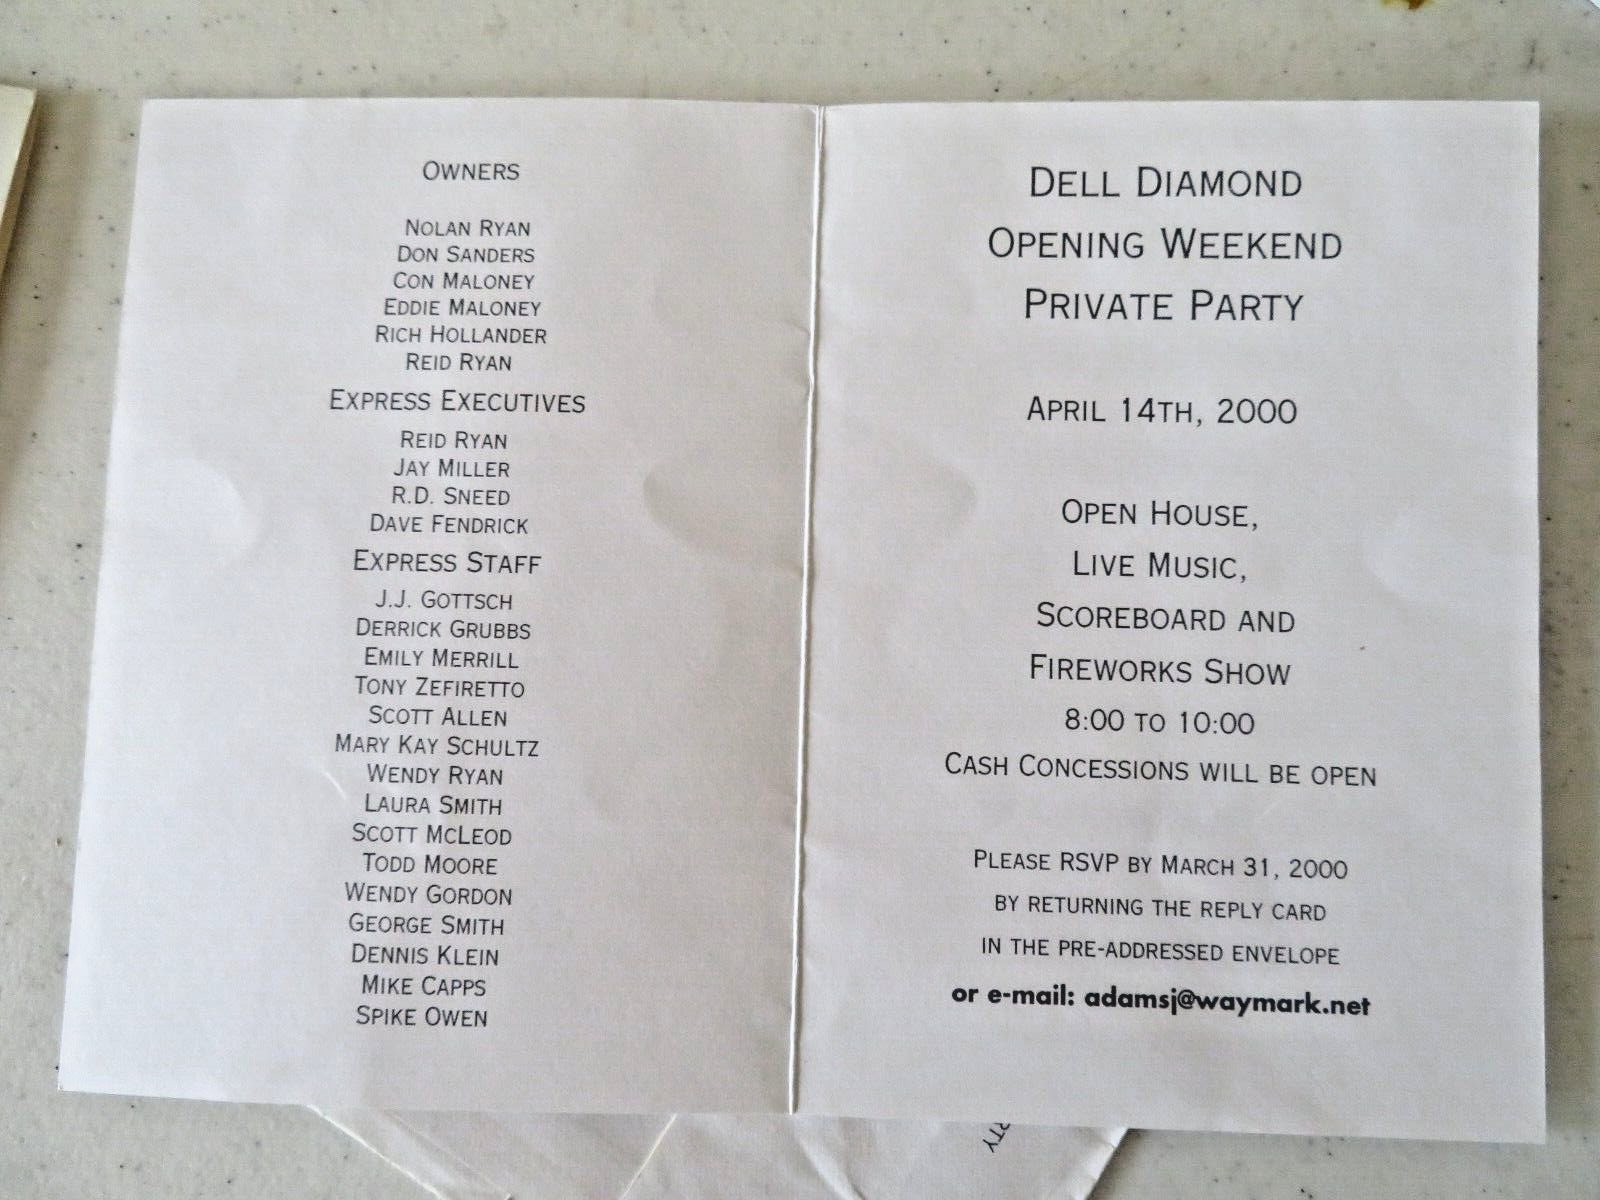 OWNERS
NOLAN RYAN
DON SANDERS
CON MALONEY
EDDIE MALONEY
RICH HOLLANDER
REID RYAN
EXPRESS EXECUTIVES
REID RYAN
JAY MILLER
R.D. SNEED
DAVE FENDRICK
EXPRESS STAFF
J.J. GOTTSCH
DERRICK GRUBBS
EMILY MERRILL
TONY ZEFIRETTO
SCOTT ALLEN
MARY KAY SCHULTZ
WENDY RYAN
LAURA SMITH
SCOTT MCLEOD
TODD MOORE
WENDY GORDON
GEORGE SMITH
DENNIS KLEIN
MIKE CAPPS
SPIKE OWEN
DELL DIAMOND
OPENING WEEKEND
PRIVATE PARTY
APRIL 14TH, 2000
OPEN HOUSE,
LIVE MUSIC,
SCOREBOARD AND
FIREWORKS SHOW
8:00 TO 10:00
CASH CONCESSIONS WILL BE OPEN
PLEASE RSVP BY MARCH 31, 2000
BY RETURNING THE REPLY CARD
IN THE PRE-ADDRESSED ENVELOPE
or e-mail: adamsj@waymark.net